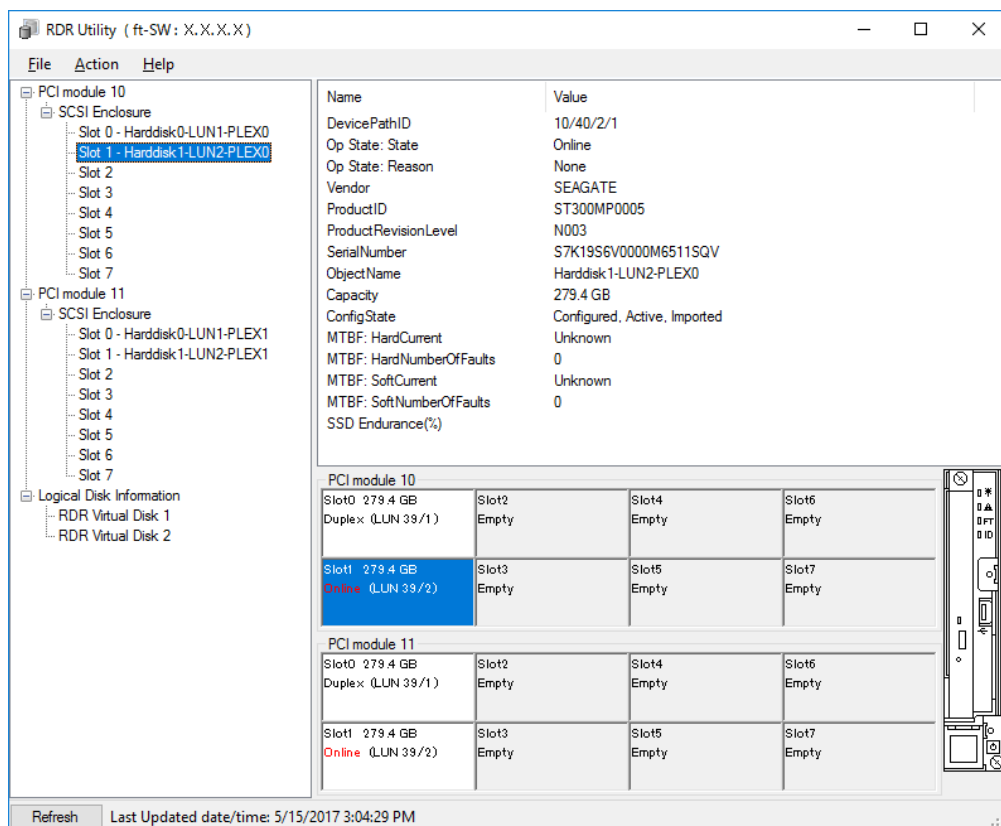 RDR Utility ( ft-SW : X.X.X.X )
File Action Help
PCI module 10
SCSI Enclosure
Slot 0 - Harddisk0-LUN1-PLEX0
Slot 1 - Harddisk1-LUN2-PLEX0
Slot 2
Slot 3
Slot 4
Slot 5
Slot 6
Slot 7
PCI module 11
SCSI Enclosure
Slot 0 - Harddisk0-LUN1-PLEX1
Slot 1 - Harddisk1-LUN2-PLEX1
Slot 2
Slot 3
Slot 4
Slot 5
Slot 6
Slot 7
Logical Disk Information
RDR Virtual Disk 1
RDR Virtual Disk 2
Name Value
DevicePathID 10/40/2/1
Op State: State Online
Op State: Reason None
Vendor SEAGATE
ProductID ST300MP0005
ProductRevisionLevel N003
SerialNumber S7K19S6V0000M6511SQV
ObjectName Harddisk1-LUN2-PLEX0
Capacity 279.4 GB
ConfigState Configured, Active, Imported
MTBF: HardCurrent Unknown
MTBF: HardNumberOfFaults 0
MTBF: SoftCurrent Unknown
MTBF: SoftNumberOfFaults 0
SSD Endurance(%)
PCI module 10
Slot0 279.4 GB Slot2 Slot4 Slot6
Duplex (LUN 39/1) Empty Empty Empty
Slot1 279.4 GB Slot3 Slot5 Slot7
Online (LUN 39/2) Empty Empty Empty
PCI module 11
Slot0 279.4 GB Slot2 Slot4 Slot6
Duplex (LUN 39/1) Empty Empty Empty
Slot1 279.4 GB Slot3 Slot5 Slot7
Online (LUN 39/2) Empty Empty Empty
FT
ID
Refresh Last Updated date/time: 5/15/2017 3:04:29 PM